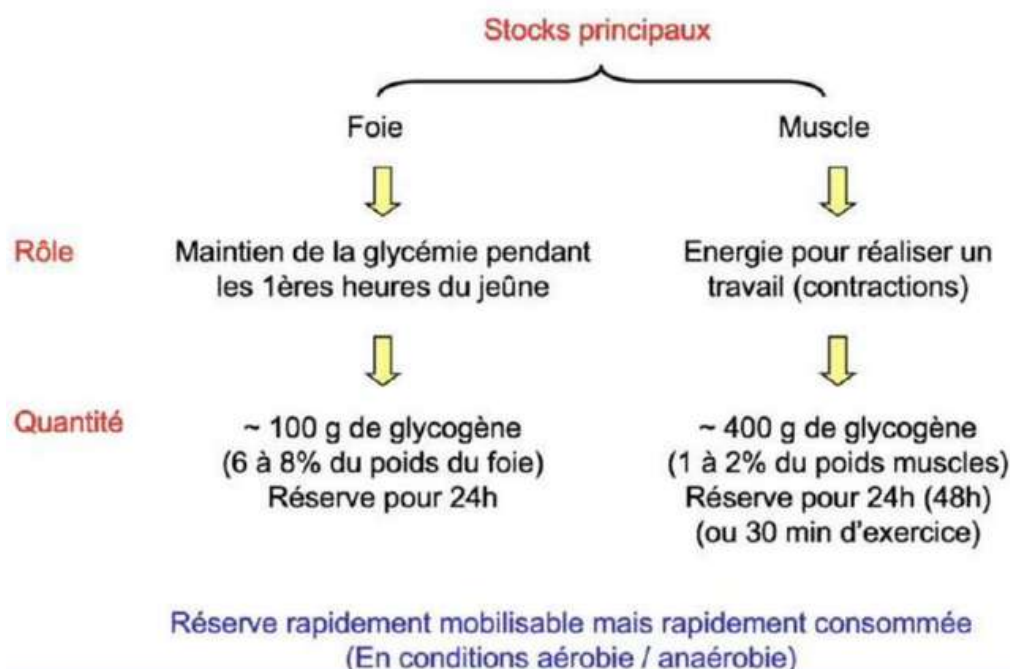 Stocks principaux
Foie
Muscle
Rôle
Maintien de la glycémie pendant
les 1ères heures du jeûne
Energie pour réaliser un
travail (contractions)
Quantité
~ 100 g de glycogène
(6 à 8% du poids du foie)
Réserve pour 24h
~ 400 g de glycogène
(1 à 2% du poids muscles)
Réserve pour 24h (48h)
(ou 30 min d'exercice)
Réserve rapidement mobilisable mais rapidement consommée
(En conditions aérobie / anaérobie)